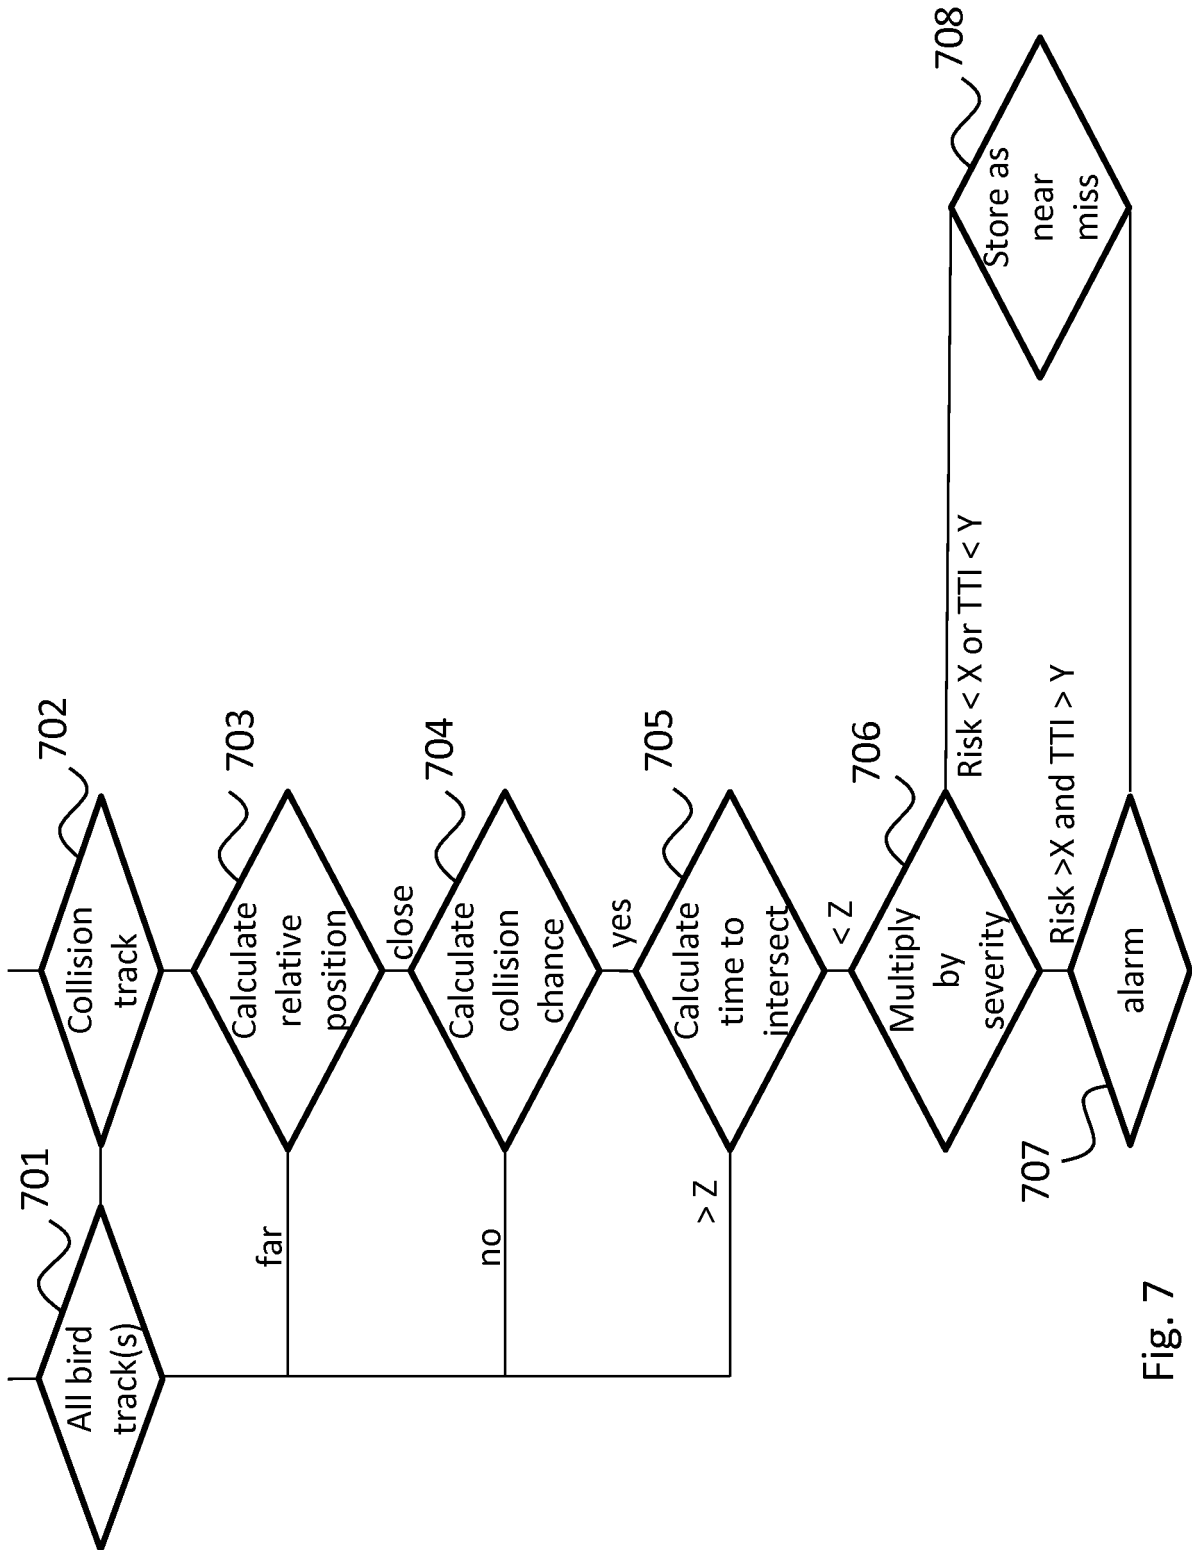 701
702
All bird
track(s)
Collision
track
703
Calculate
relative
position
far
close
704
Calculate
collision
chance
no
yes
705
Calculate
time to
intersect
> Z
< Z
706
Multiply
by
severity
Risk < X or TTI < Y
708
Store as
near
miss
Risk >X and TTI > Y
707
alarm
Fig. 7